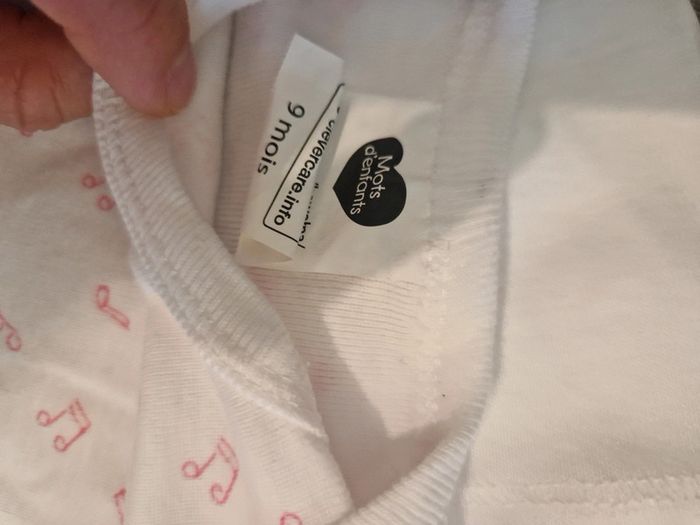 9 mois
clevercare.info
Mots
d'enfants